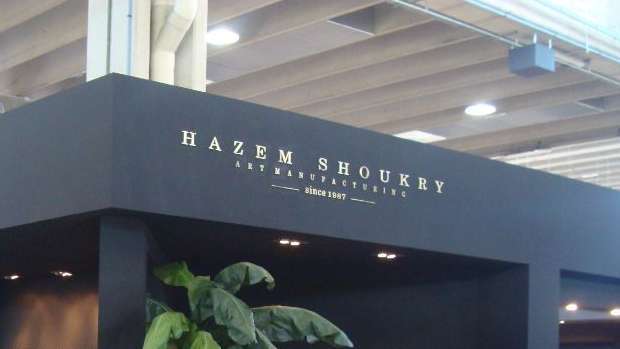 HAZEM SHOUKRY
ART MANUFACTURING
since 1987